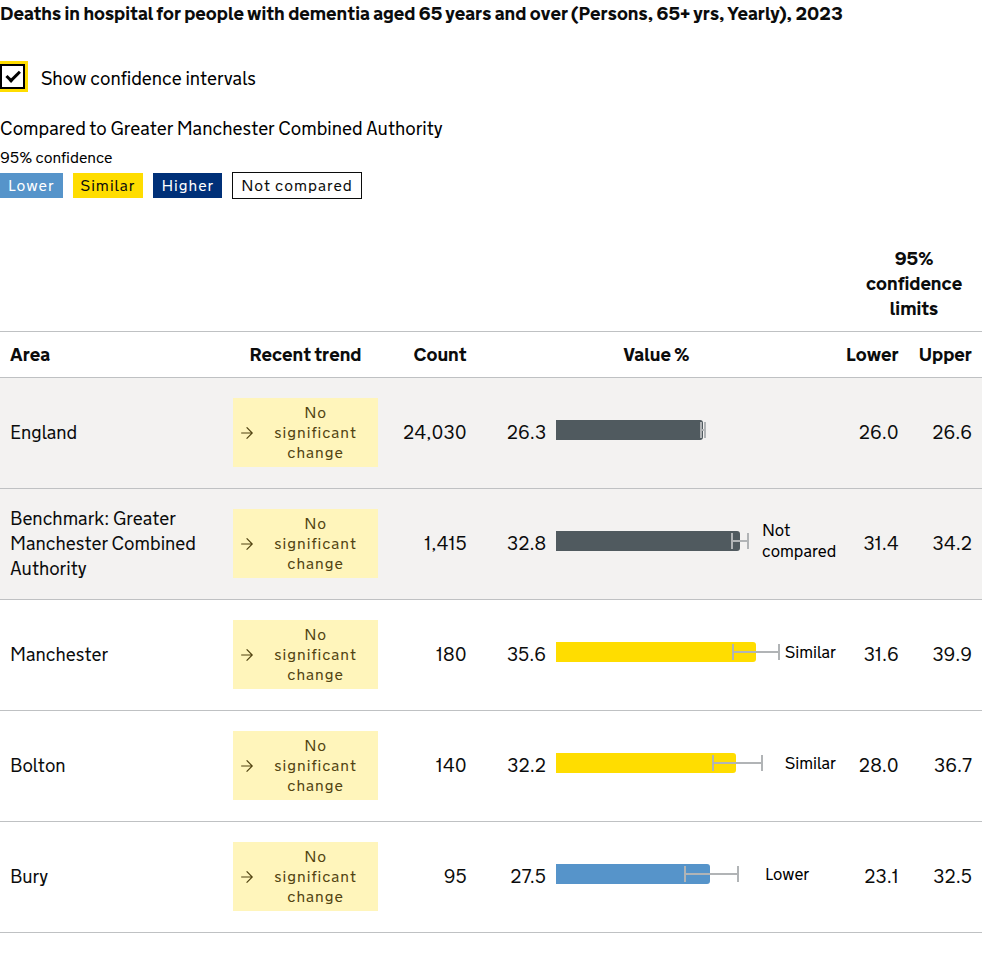 Deaths in hospital for people with dementia aged 65 years and over (Persons, 65+ yrs, Yearly), 2023
Show confidence intervals
Compared to Greater Manchester Combined Authority
95% confidence
Lower Similar Higher Not compared
95%
confidence
limits
Area Recent trend Count Value % Lower Upper
England → No significant change 24,030 26.3 26.0 26.6
Benchmark: Greater Manchester Combined Authority → No significant change 1,415 32.8 Not compared 31.4 34.2
Manchester → No significant change 180 35.6 Similar 31.6 39.9
Bolton → No significant change 140 32.2 Similar 28.0 36.7
Bury → No significant change 95 27.5 Lower 23.1 32.5